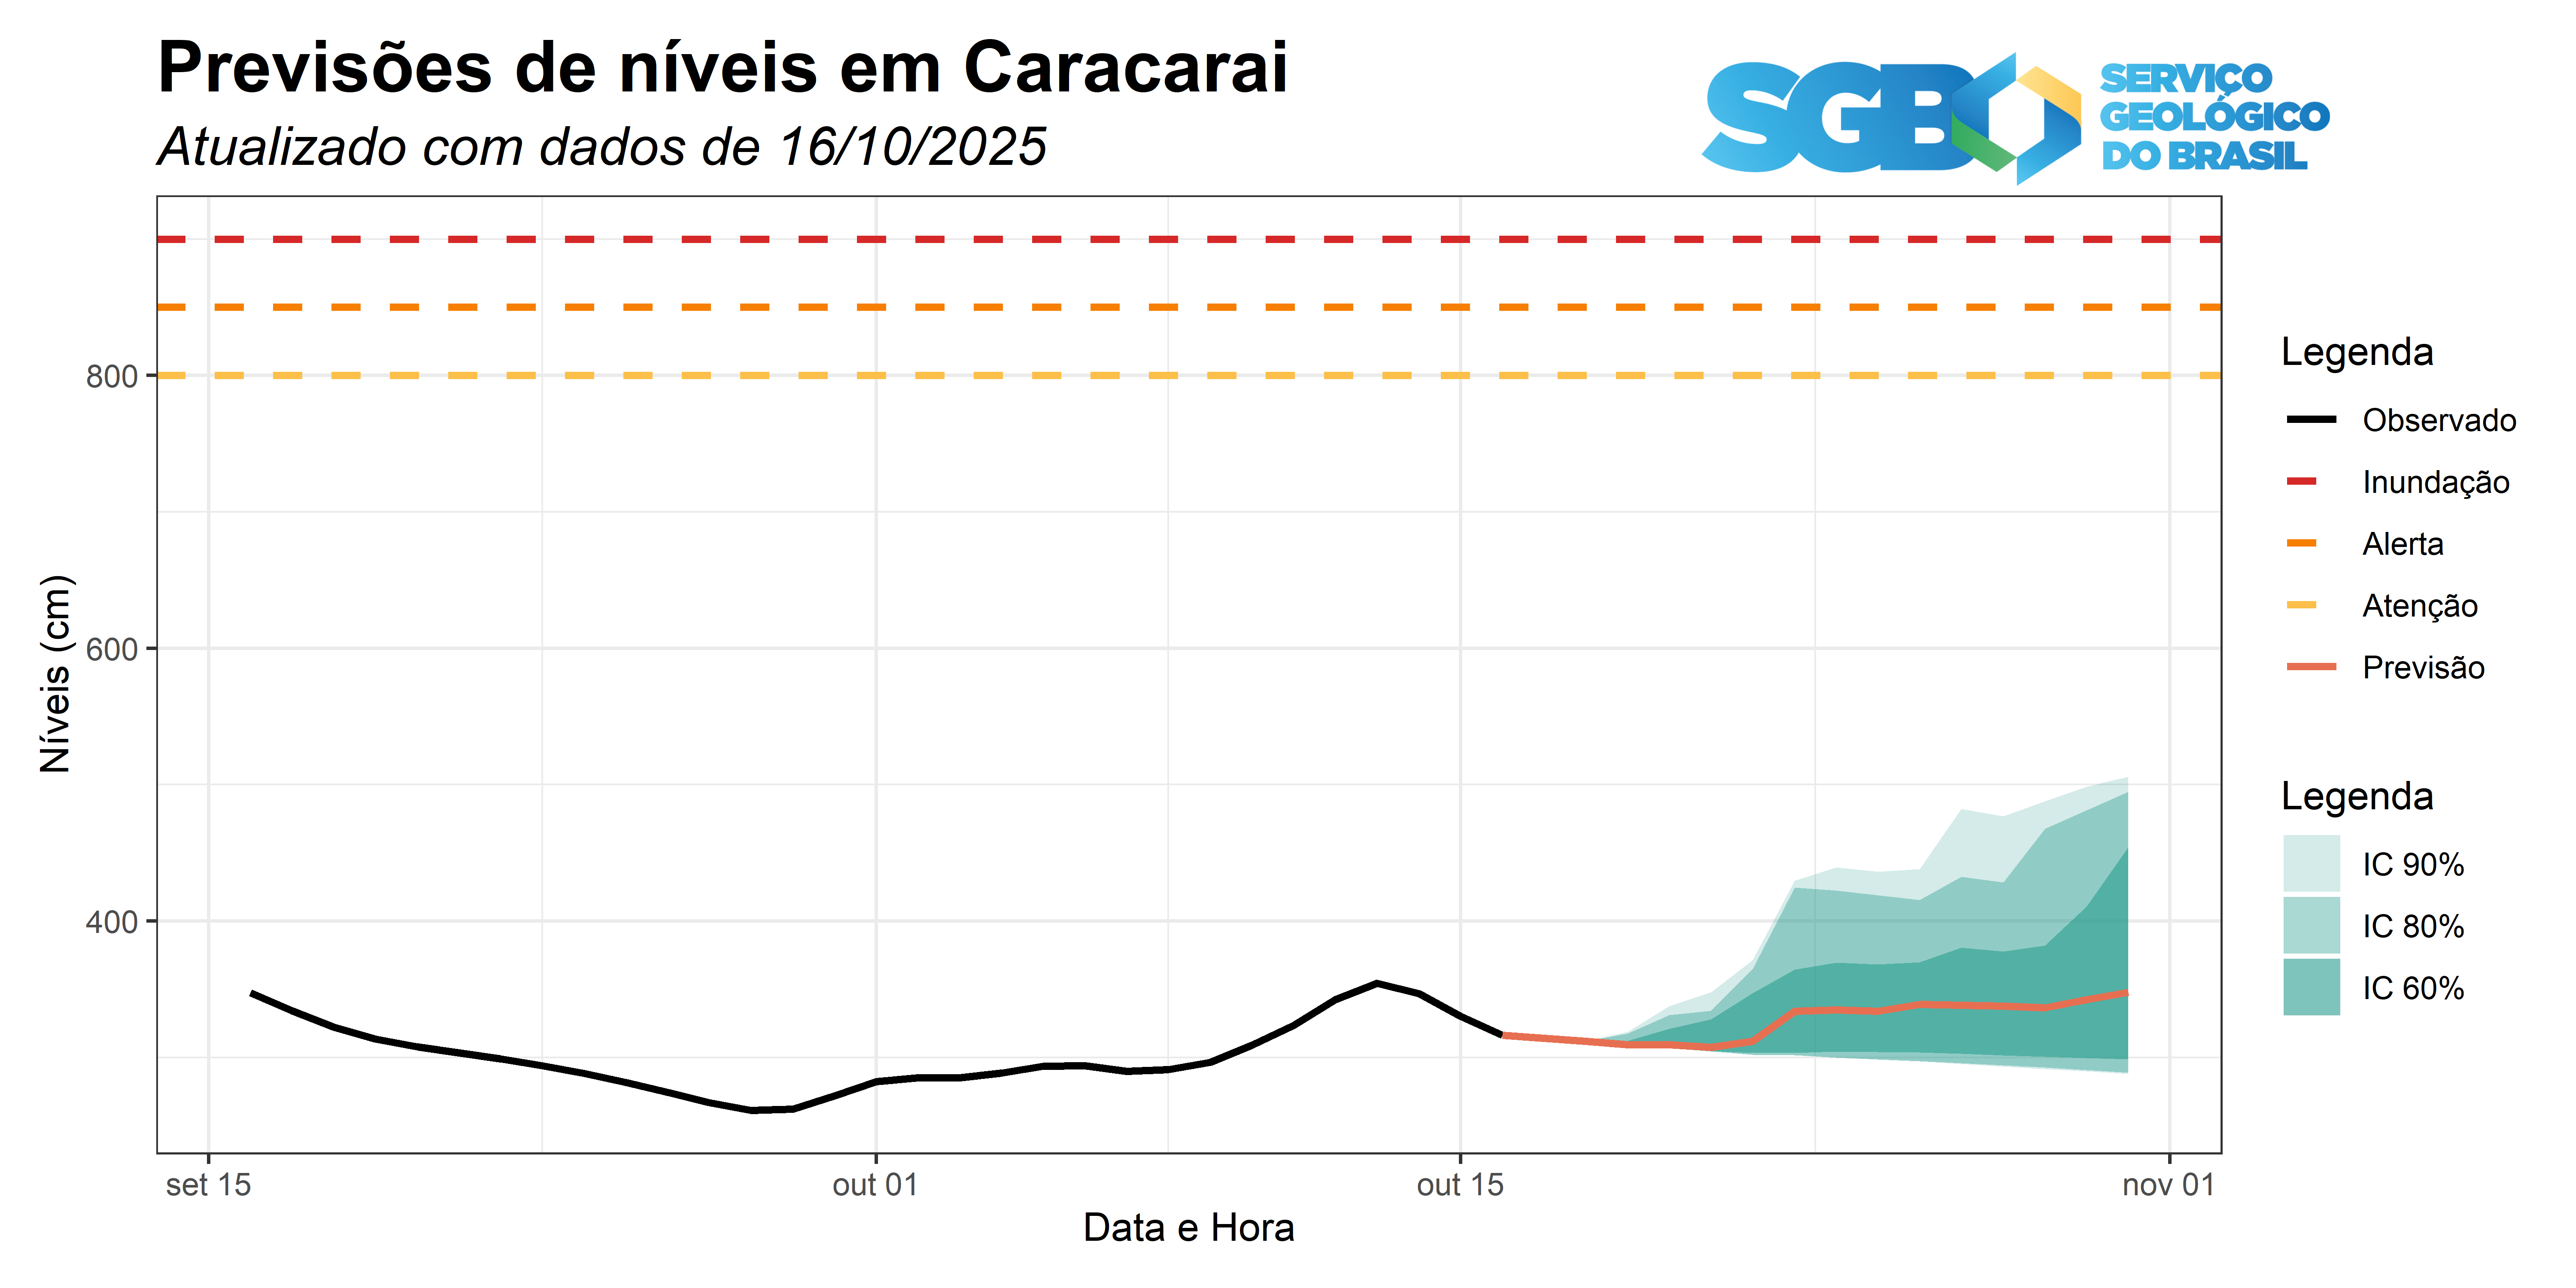 Previsões de níveis em Caracarai
Atualizado com dados de 16/10/2025
SGB
SERVIÇO
GEOLÓGICO
DO BRASIL
Níveis (cm)
800
600
400
set 15
out 01
out 15
nov 01
Data e Hora
Legenda
Observado
Inundação
Alerta
Atenção
Previsão
Legenda
IC 90%
IC 80%
IC 60%